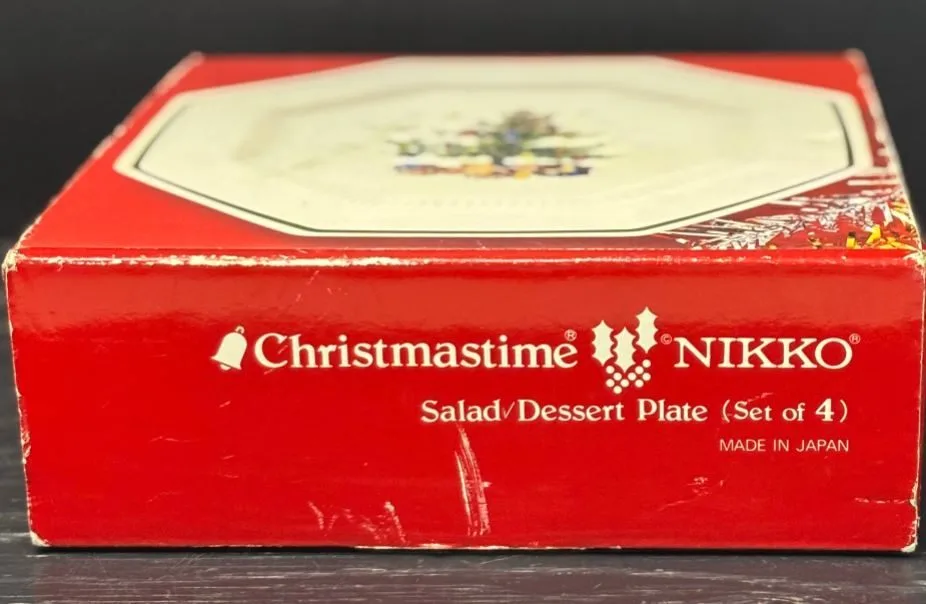 Christmastime® ©NIKKO®
Salad/Dessert Plate (Set of 4)
MADE IN JAPAN